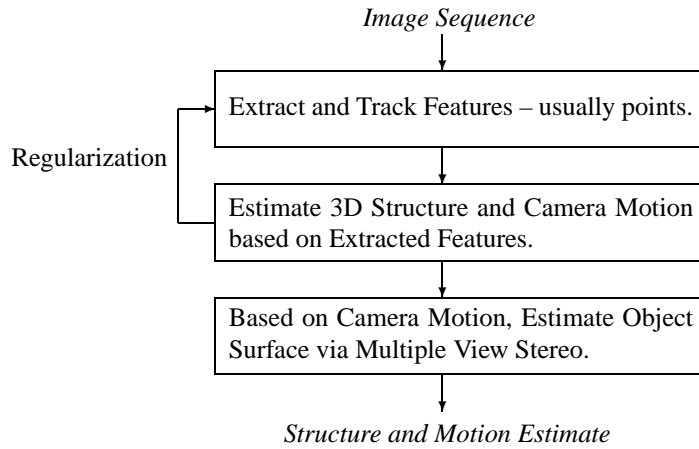 Image Sequence
Extract and Track Features – usually points.
Regularization
Estimate 3D Structure and Camera Motion
based on Extracted Features.
Based on Camera Motion, Estimate Object
Surface via Multiple View Stereo.
Structure and Motion Estimate